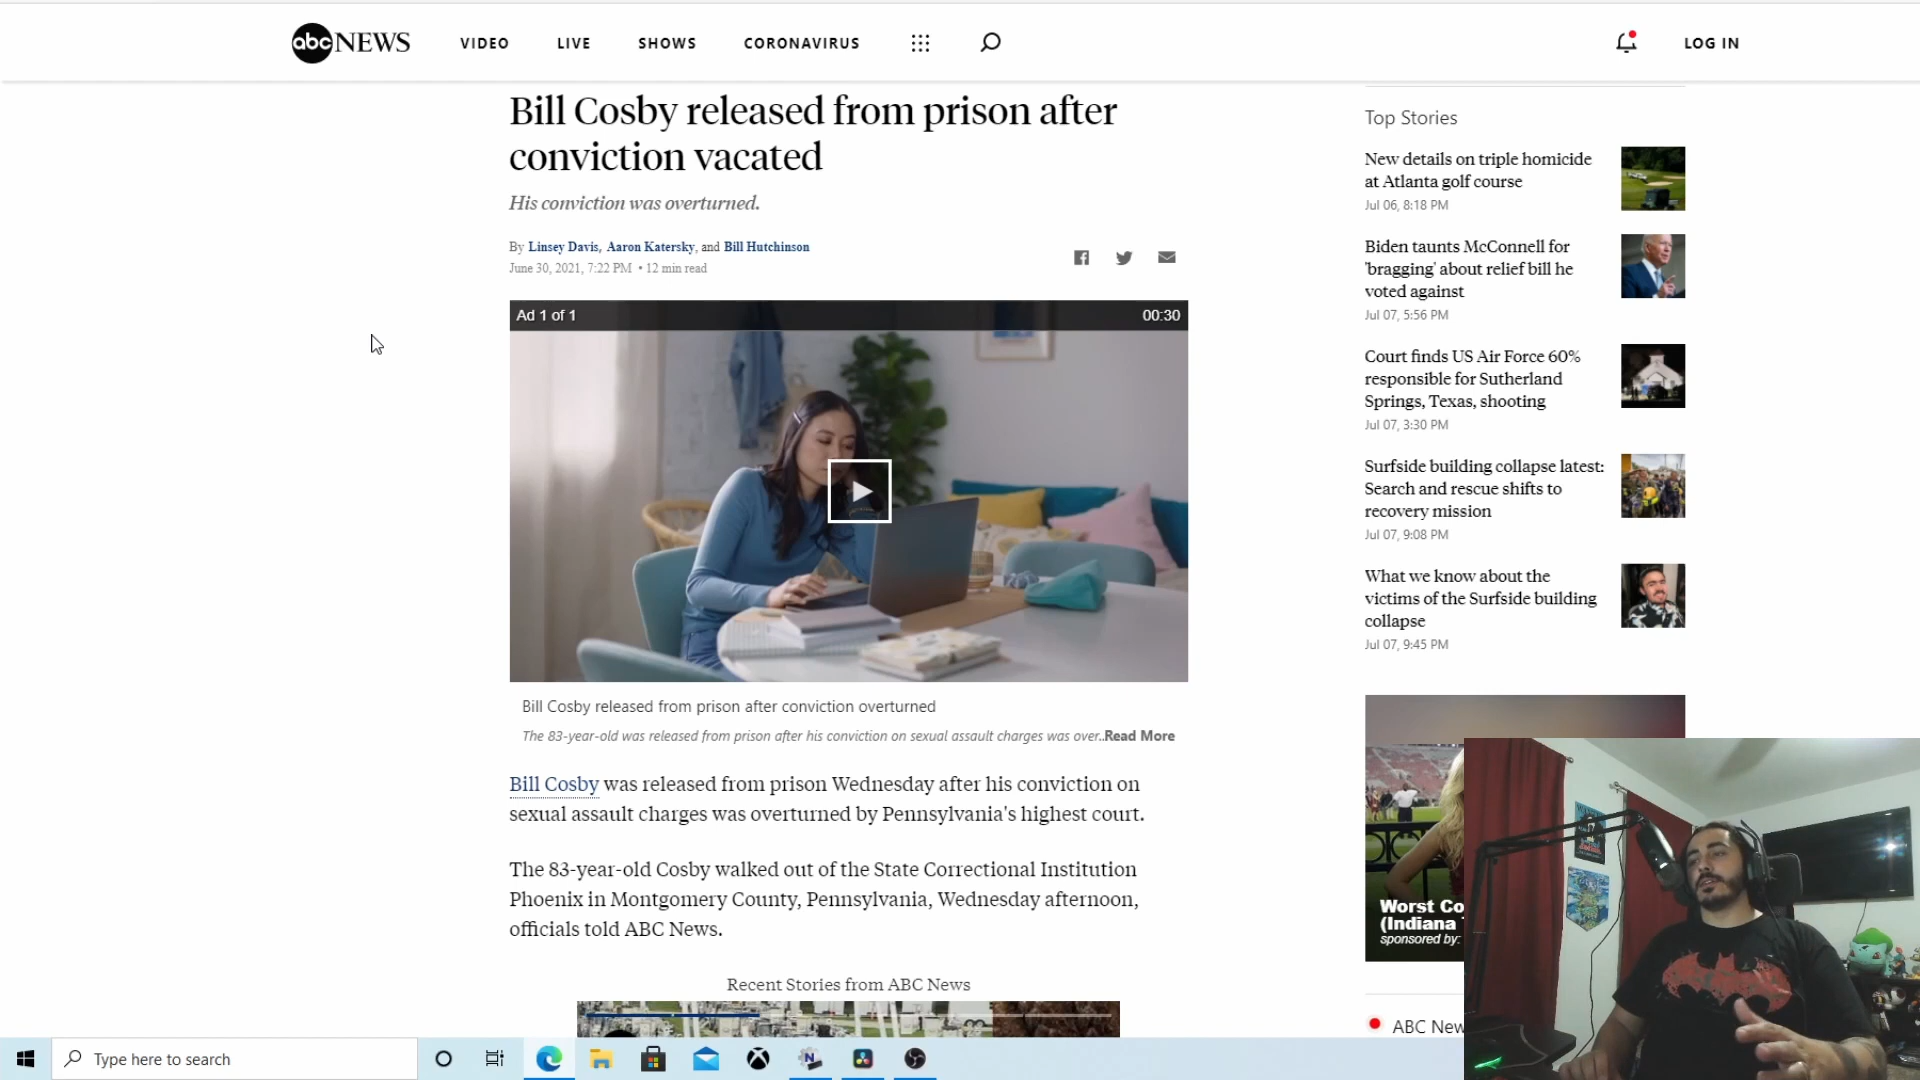 abc NEWS
VIDEO
LIVE
SHOWS
CORONAVIRUS
LOG IN
Bill Cosby released from prison after
conviction vacated
His conviction was overturned.
By Linsey Davis, Aaron Katersky, and Bill Hutchinson
June 30, 2021, 7:22 PM • 12 min read
Ad 1 of 1
00:30
Bill Cosby released from prison after conviction overturned
The 83-year-old was released from prison after his conviction on sexual assault charges was over..Read More
Bill Cosby was released from prison Wednesday after his conviction on
sexual assault charges was overturned by Pennsylvania's highest court.
The 83-year-old Cosby walked out of the State Correctional Institution
Phoenix in Montgomery County, Pennsylvania, Wednesday afternoon,
officials told ABC News.
Recent Stories from ABC News
Top Stories
New details on triple homicide
at Atlanta golf course
Jul 06, 8:18 PM
Biden taunts McConnell for
'bragging' about relief bill he
voted against
Jul 07, 5:56 PM
Court finds US Air Force 60%
responsible for Sutherland
Springs, Texas, shooting
Jul 07, 3:30 PM
Surfside building collapse latest:
Search and rescue shifts to
recovery mission
Jul 07, 9:08 PM
What we know about the
victims of the Surfside building
collapse
Jul 07, 9:45 PM
Worst Co
(Indiana
sponsored by:
ABC New
Type here to search